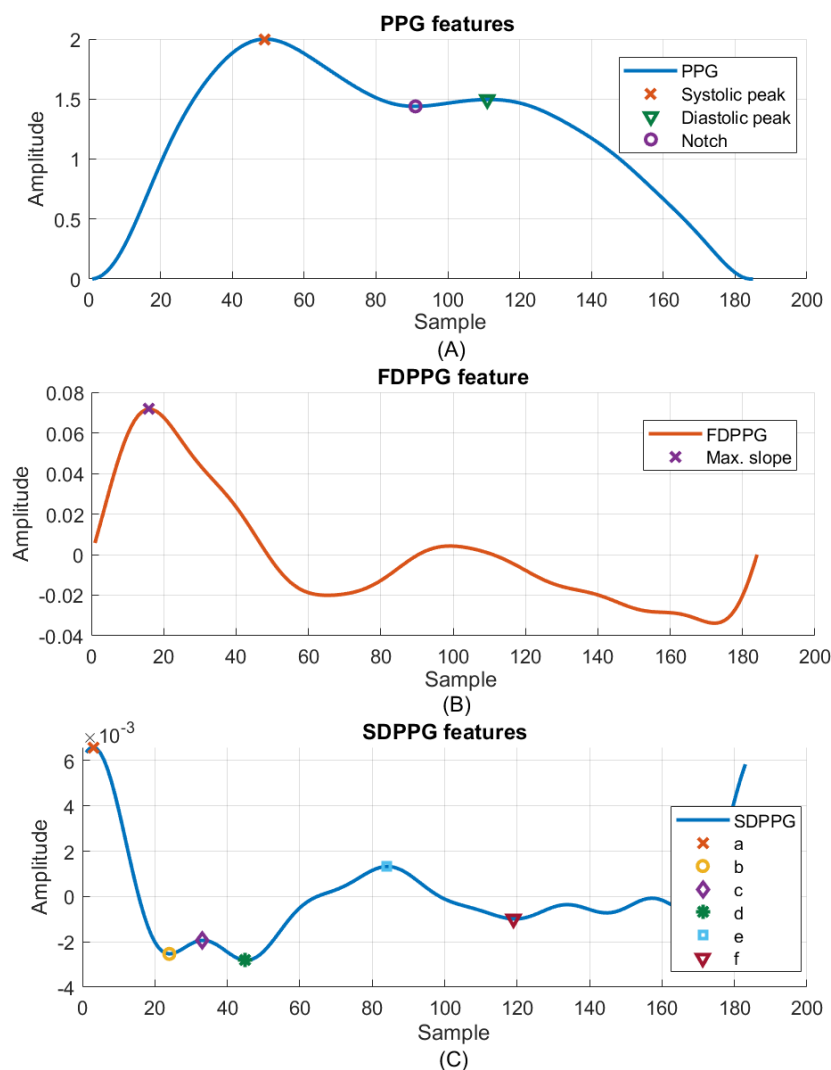 PPG features
2
1.5
1
0.5
0
Amplitude
PPG
Systolic peak
Diastolic peak
Notch
0 20 40 60 80 100 120 140 160 180 200
Sample
(A)
FDPPG feature
0.08
0.06
0.04
0.02
0
-0.02
-0.04
Amplitude
FDPPG
Max. slope
0 20 40 60 80 100 120 140 160 180 200
Sample
(B)
SDPPG features
×10⁻³
6
4
2
0
-2
-4
Amplitude
SDPPG
a
b
c
d
e
f
0 20 40 60 80 100 120 140 160 180 200
Sample
(C)